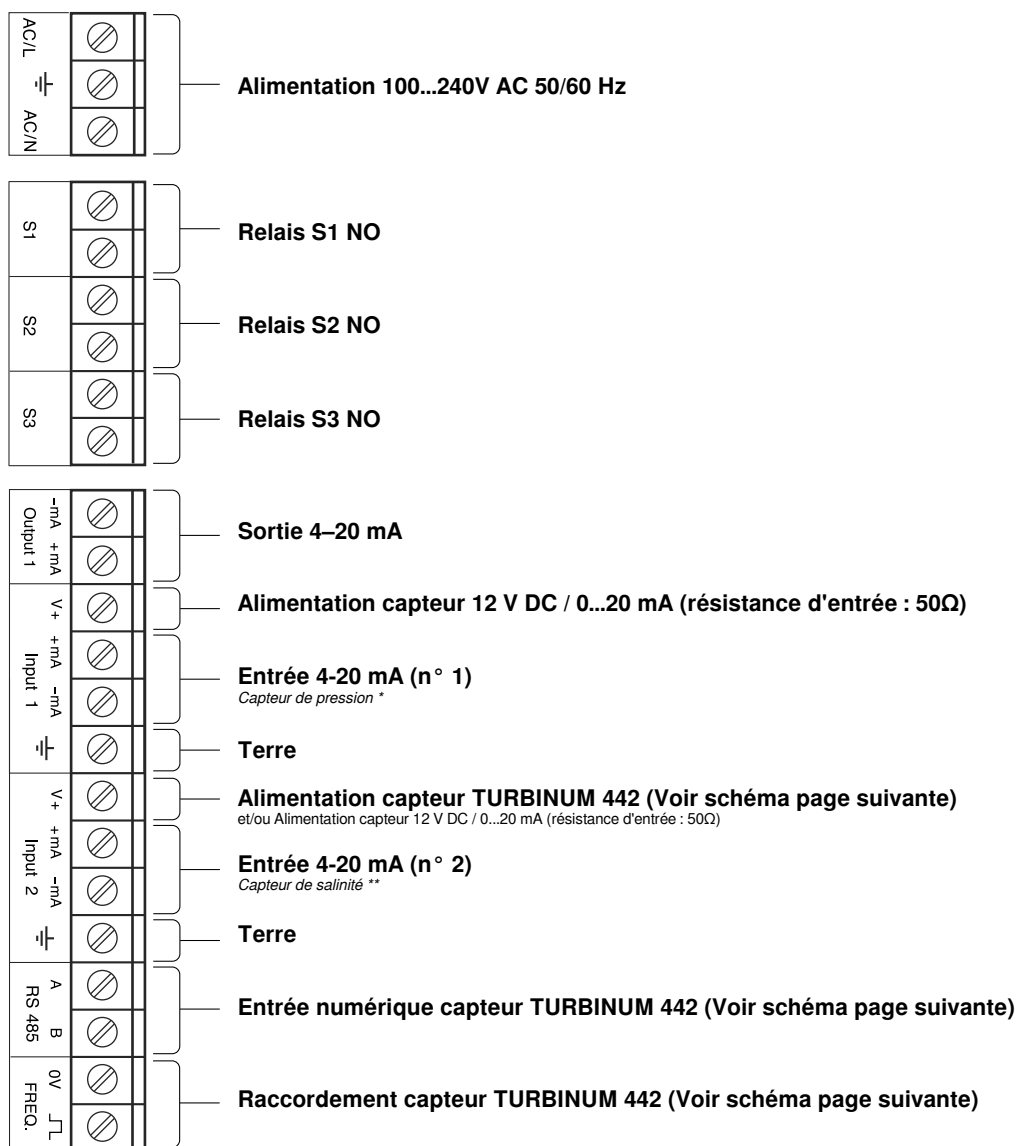 AC/L
⏚
AC/N
Alimentation 100...240V AC 50/60 Hz
S1
Relais S1 NO
S2
Relais S2 NO
S3
Relais S3 NO
-mA +mA
Output 1
Sortie 4–20 mA
V+ +mA -mA ⏚
Input 1
Alimentation capteur 12 V DC / 0...20 mA (résistance d'entrée : 50Ω)
Entrée 4-20 mA (n° 1)
Capteur de pression *
Terre
V+ +mA -mA ⏚
Input 2
Alimentation capteur TURBINUM 442 (Voir schéma page suivante)
et/ou Alimentation capteur 12 V DC / 0...20 mA (résistance d'entrée : 50Ω)
Entrée 4-20 mA (n° 2)
Capteur de salinité **
Terre
A B
RS 485
Entrée numérique capteur TURBINUM 442 (Voir schéma page suivante)
0V
FREQ.
Raccordement capteur TURBINUM 442 (Voir schéma page suivante)